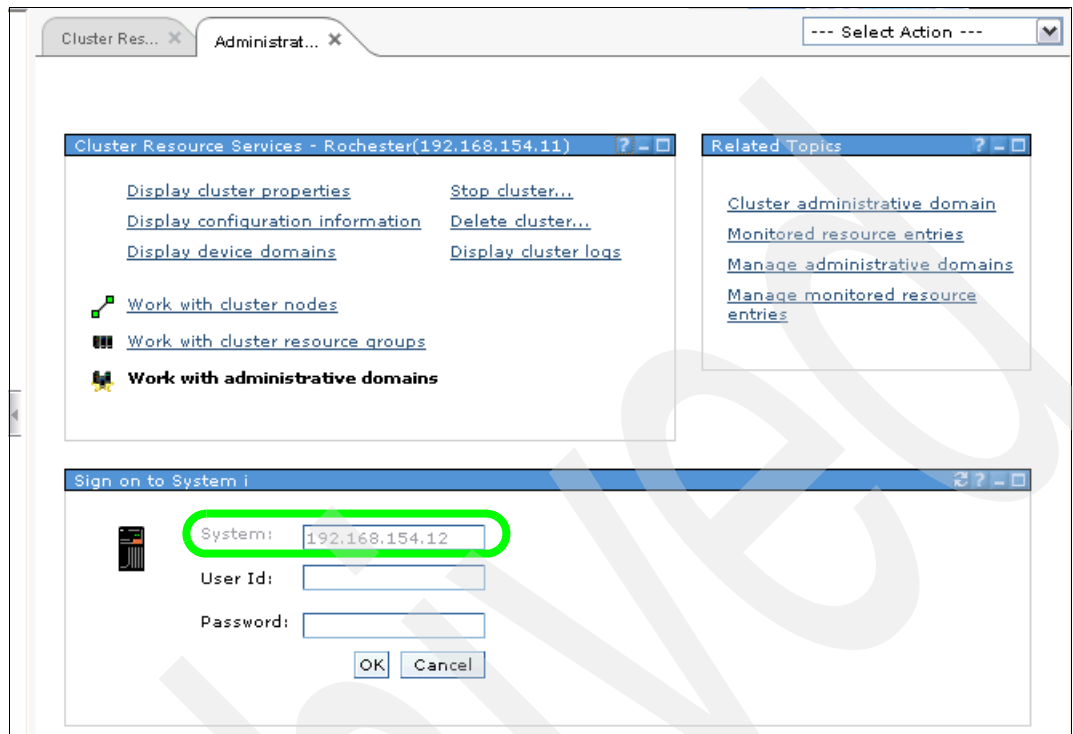 Cluster Res...
Administrat...
--- Select Action ---
Cluster Resource Services - Rochester(192.168.154.11)
Display cluster properties
Stop cluster...
Display configuration information
Delete cluster...
Display device domains
Display cluster logs
Work with cluster nodes
Work with cluster resource groups
Work with administrative domains
Related Topics
Cluster administrative domain
Monitored resource entries
Manage administrative domains
Manage monitored resource
entries
Sign on to System i
System: 192.168.154.12
User Id:
Password:
OK Cancel